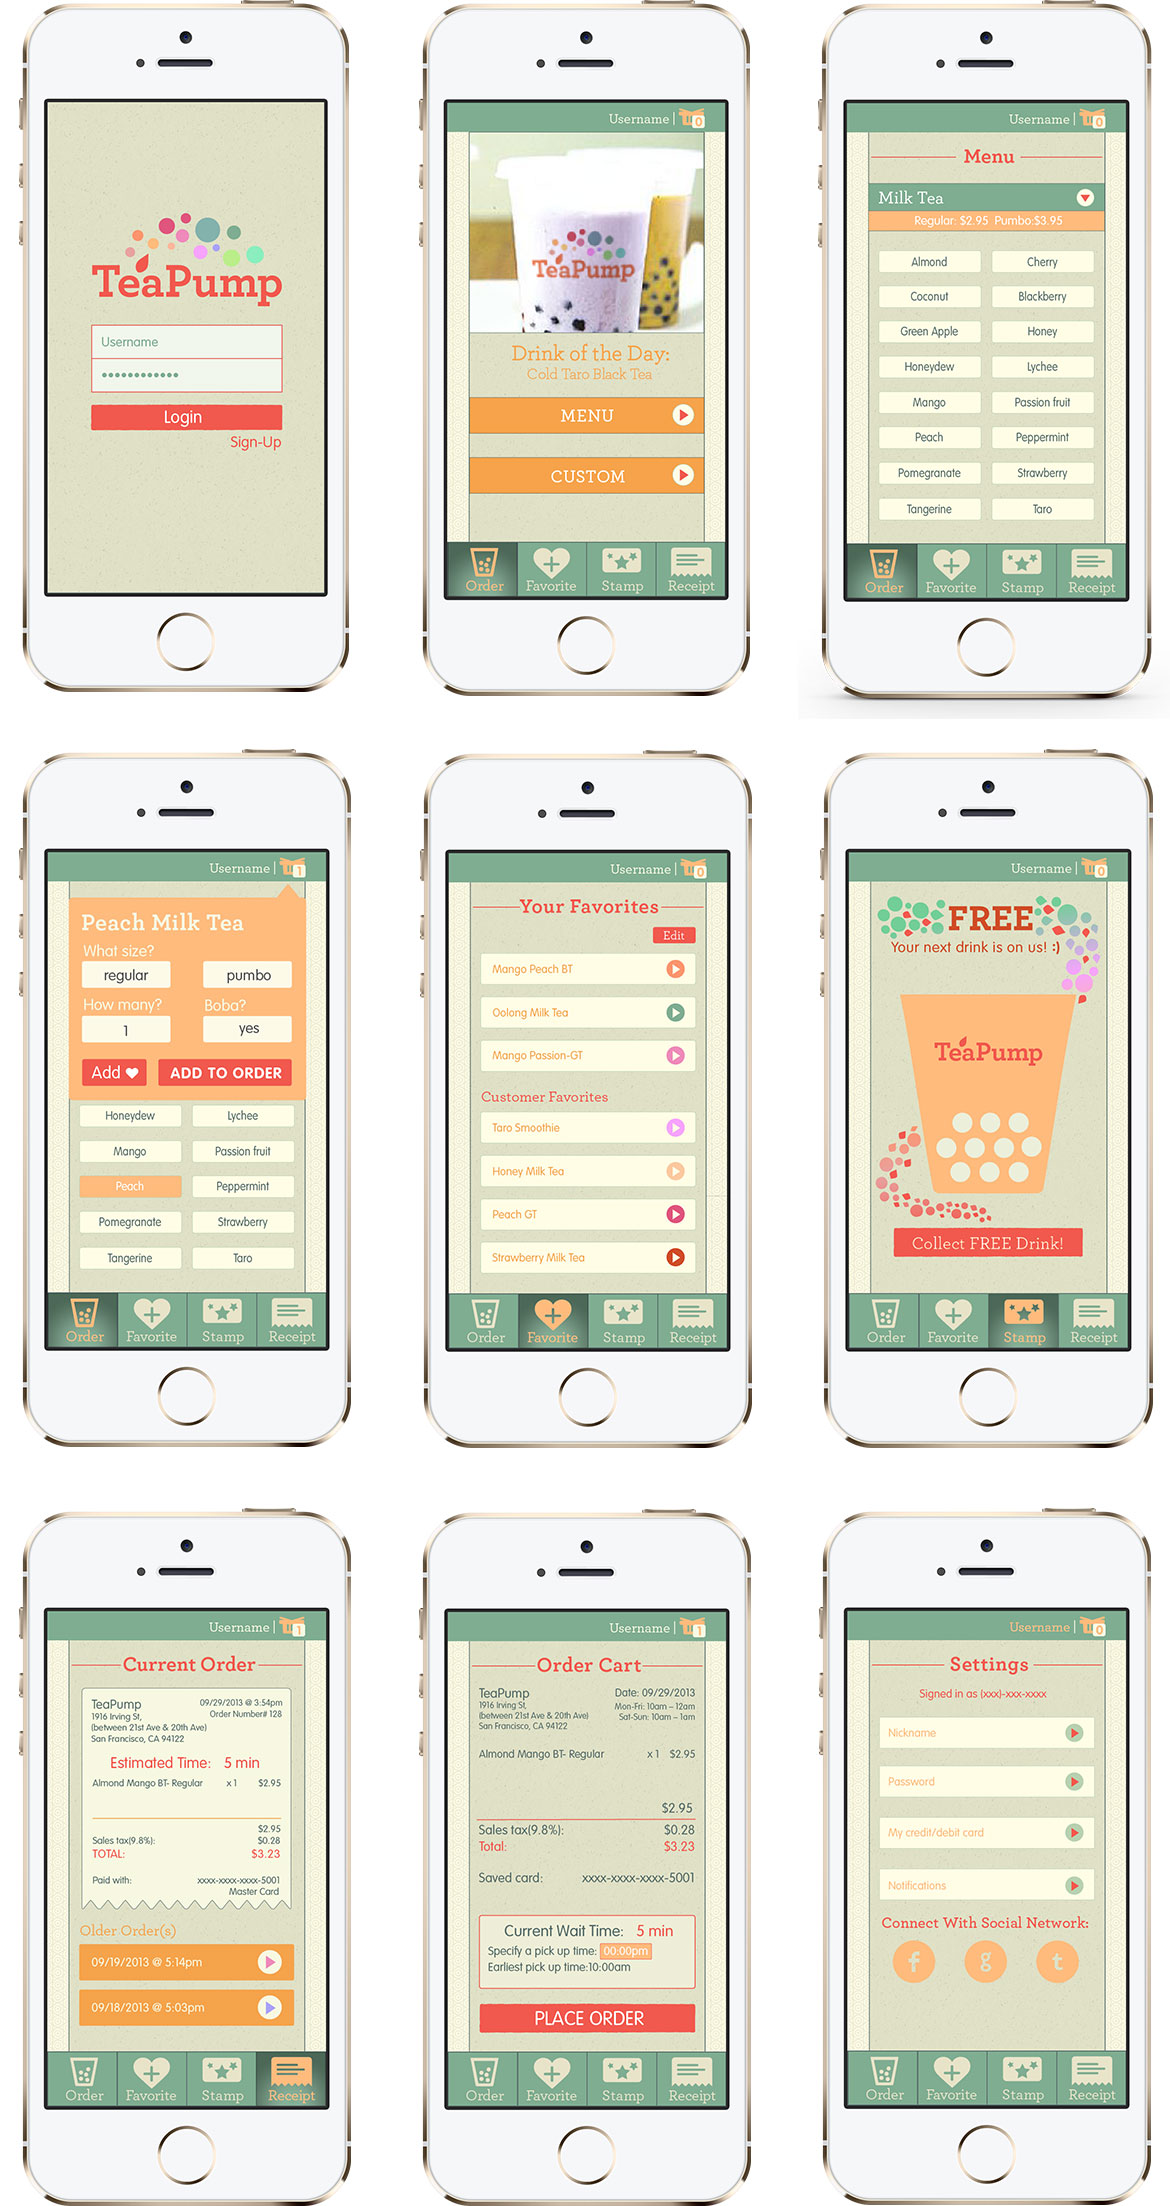 TeaPump
Username
Login
Sign-Up
Username | 0
TeaPump
Drink of the Day:
Cold Taro Black Tea
MENU
CUSTOM
Order Favorite Stamp Receipt
Username | 0
Menu
Milk Tea
Regular: $2.95 Pumbo:$3.95
Almond Cherry
Coconut Blackberry
Green Apple Honey
Honeydew Lychee
Mango Passion fruit
Peach Peppermint
Pomegranate Strawberry
Tangerine Taro
Order Favorite Stamp Receipt
Username | 1
Peach Milk Tea
What size?
regular pumbo
How many? Boba?
1 yes
Add ADD TO ORDER
Honeydew Lychee
Mango Passion fruit
Peach Peppermint
Pomegranate Strawberry
Tangerine Taro
Order Favorite Stamp Receipt
Username | 0
Your Favorites
Edit
Mango Peach BT
Oolong Milk Tea
Mango Passion-GT
Customer Favorites
Taro Smoothie
Honey Milk Tea
Peach GT
Strawberry Milk Tea
Order Favorite Stamp Receipt
Username | 0
FREE
Your next drink is on us! :)
TeaPump
Collect FREE Drink!
Order Favorite Stamp Receipt
Username | 1
Current Order
TeaPump 09/29/2013 @ 3:54pm
1916 Irving St, Order Number# 128
(between 21st Ave & 20th Ave)
San Francisco, CA 94122
Estimated Time: 5 min
Almond Mango BT- Regular x 1 $2.95
$2.95
Sales tax(9.8%): $0.28
TOTAL: $3.23
Paid with: xxxx-xxxx-xxxx-5001
Master Card
Older Order(s)
09/19/2013 @ 5:14pm
09/18/2013 @ 5:03pm
Order Favorite Stamp Receipt
Username | 1
Order Cart
TeaPump Date: 09/29/2013
1916 Irving St, Mon-Fri: 10am – 12am
(between 21st Ave & 20th Ave) Sat-Sun: 10am – 1am
San Francisco, CA 94122
Almond Mango BT- Regular x 1 $2.95
$2.95
Sales tax(9.8%): $0.28
Total: $3.23
Saved card: xxxx-xxxx-xxxx-5001
Current Wait Time: 5 min
Specify a pick up time: 00:00pm
Earliest pick up time:10:00am
PLACE ORDER
Order Favorite Stamp Receipt
Username | 0
Settings
Signed in as (xxx)-xxx-xxxx
Nickname
Password
My credit/debit card
Notifications
Connect With Social Network:
f g t
Order Favorite Stamp Receipt